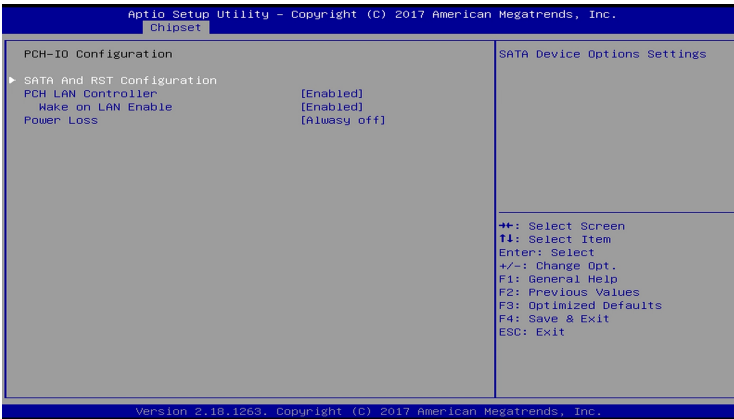 Aptio Setup Utility – Copyright (C) 2017 American Megatrends, Inc.
Chipset
PCH-IO Configuration
▶ SATA And RST Configuration
PCH LAN Controller [Enabled]
Wake on LAN Enable [Enabled]
Power Loss [Alwasy off]
SATA Device Options Settings
→←: Select Screen
↑↓: Select Item
Enter: Select
+/-: Change Opt.
F1: General Help
F2: Previous Values
F3: Optimized Defaults
F4: Save & Exit
ESC: Exit
Version 2.18.1263. Copyright (C) 2017 American Megatrends, Inc.